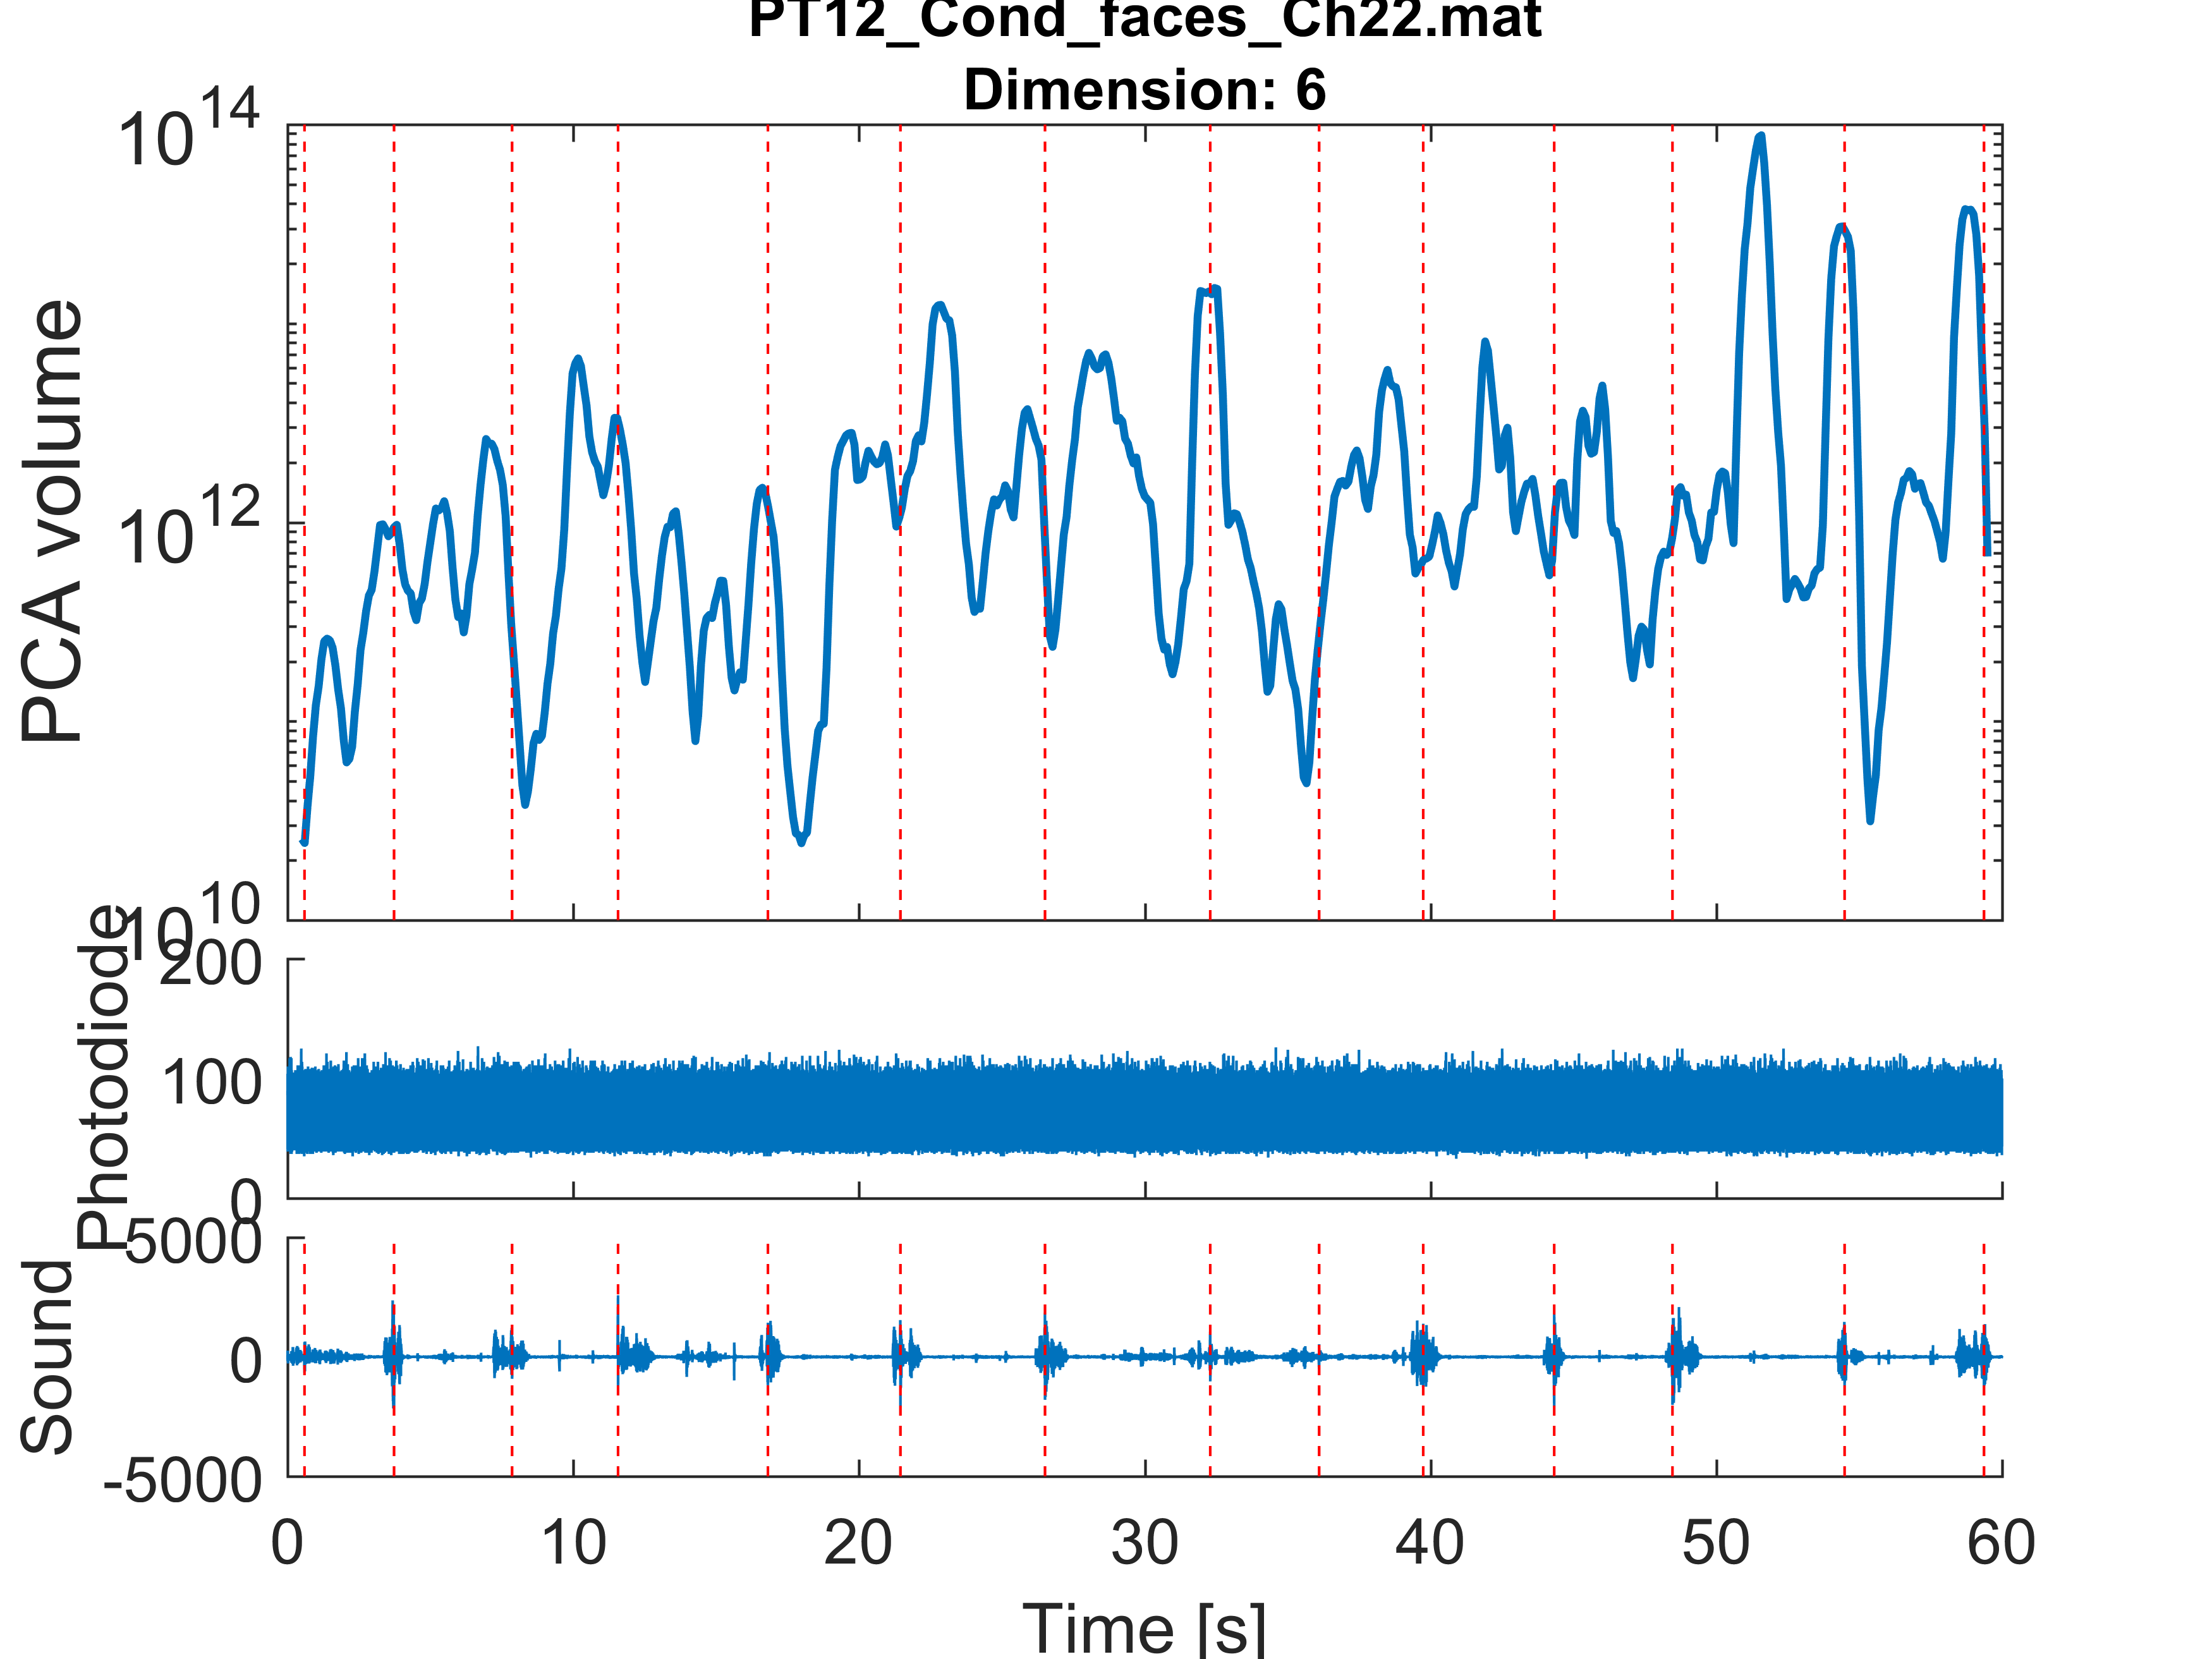 PT12_Cond_faces_Ch22.mat
Dimension: 6
PCA volume
10^14
10^12
10^10
Photodiode
200
100
0
Sound
5000
0
-5000
0 10 20 30 40 50 60
Time [s]